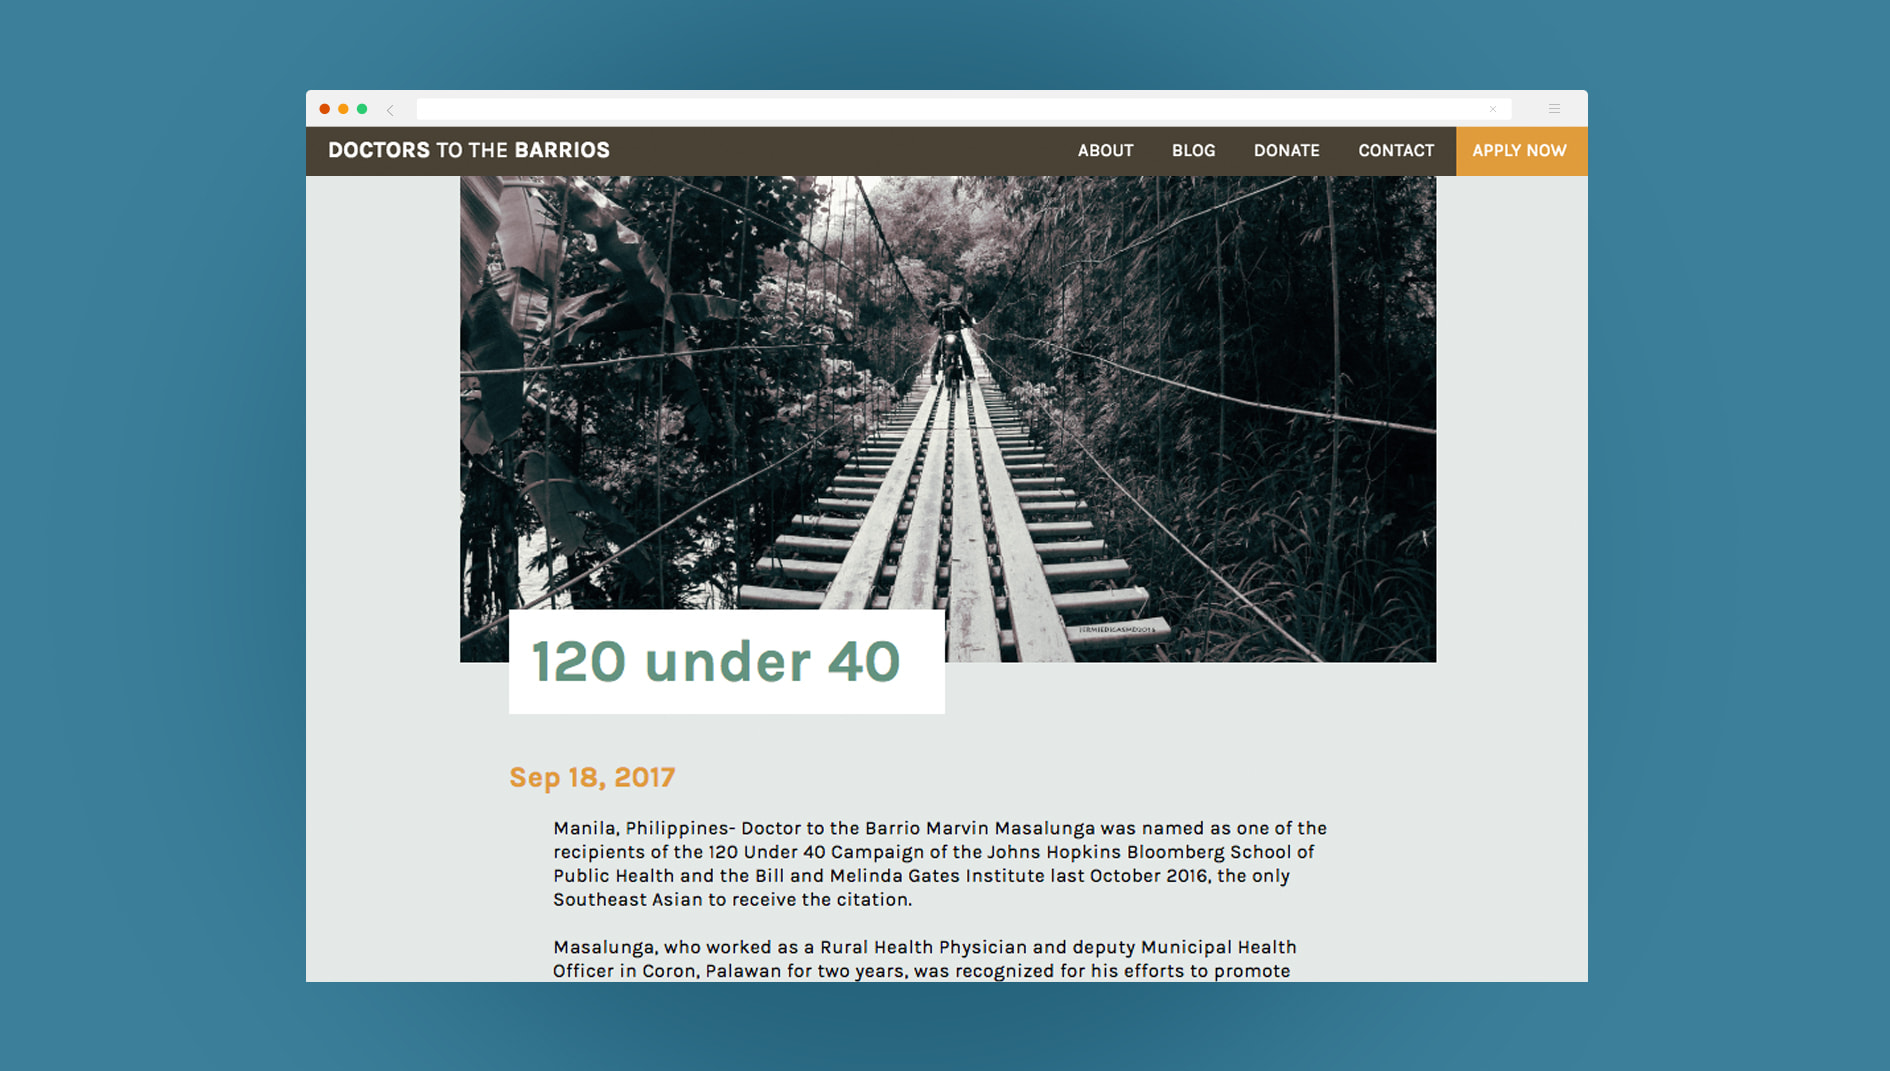 DOCTORS TO THE BARRIOS
ABOUT BLOG DONATE CONTACT APPLY NOW
JERMIEDIGASMD2016
120 under 40
Sep 18, 2017
Manila, Philippines- Doctor to the Barrio Marvin Masalunga was named as one of the
recipients of the 120 Under 40 Campaign of the Johns Hopkins Bloomberg School of
Public Health and the Bill and Melinda Gates Institute last October 2016, the only
Southeast Asian to receive the citation.
Masalunga, who worked as a Rural Health Physician and deputy Municipal Health
Officer in Coron, Palawan for two years, was recognized for his efforts to promote